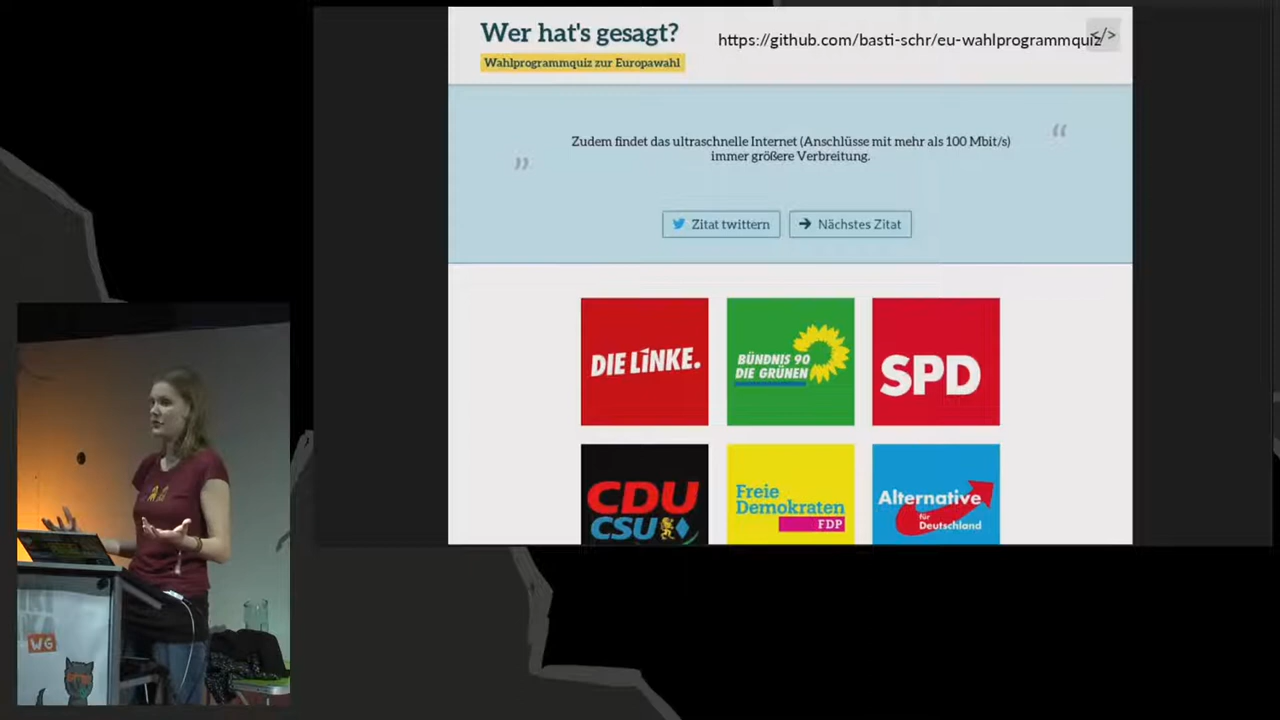 Wer hat's gesagt?
https://github.com/basti-schr/eu-wahlprogrammquiz
</>
Wahlprogrammquiz zur Europawahl
Zudem findet das ultraschnelle Internet (Anschlüsse mit mehr als 100 Mbit/s)
immer größere Verbreitung.
Zitat twittern
Nächstes Zitat
DIE LINKE.
BÜNDNIS 90
DIE GRÜNEN
SPD
CDU
CSU
Freie
Demokraten
FDP
Alternative
für
Deutschland
WG